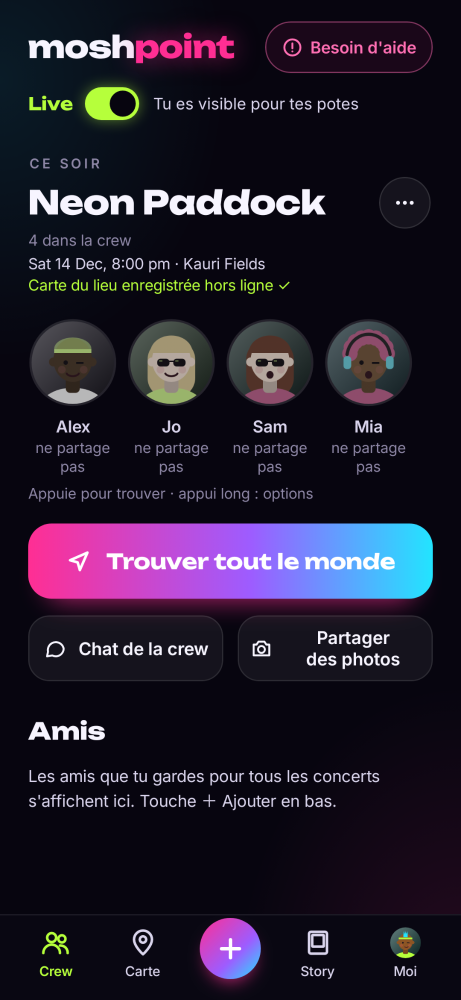 moshpoint
Besoin d'aide
Live
Tu es visible pour tes potes
CE SOIR
Neon Paddock
4 dans la crew
Sat 14 Dec, 8:00 pm · Kauri Fields
Carte du lieu enregistrée hors ligne ✓
Alex
ne partage
pas
Jo
ne partage
pas
Sam
ne partage
pas
Mia
ne partage
pas
Appuie pour trouver · appui long : options
Trouver tout le monde
Chat de la crew
Partager
des photos
Amis
Les amis que tu gardes pour tous les concerts
s'affichent ici. Touche + Ajouter en bas.
Crew
Carte
Story
Moi